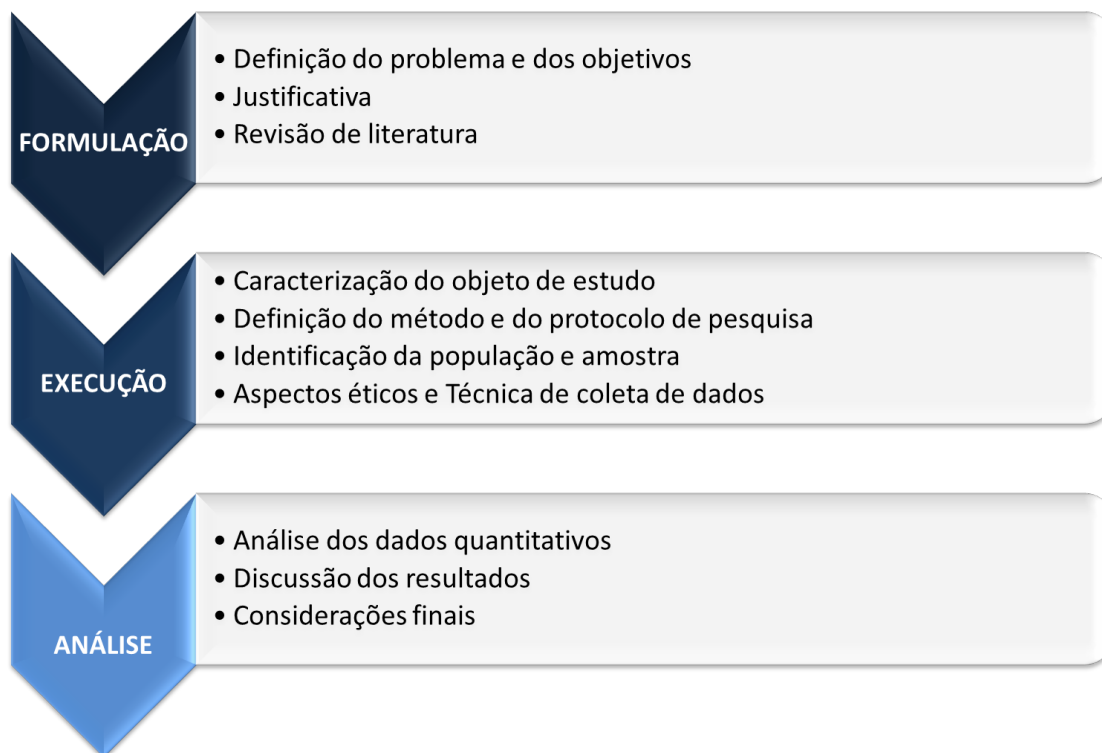 FORMULAÇÃO
• Definição do problema e dos objetivos
• Justificativa
• Revisão de literatura
EXECUÇÃO
• Caracterização do objeto de estudo
• Definição do método e do protocolo de pesquisa
• Identificação da população e amostra
• Aspectos éticos e Técnica de coleta de dados
ANÁLISE
• Análise dos dados quantitativos
• Discussão dos resultados
• Considerações finais